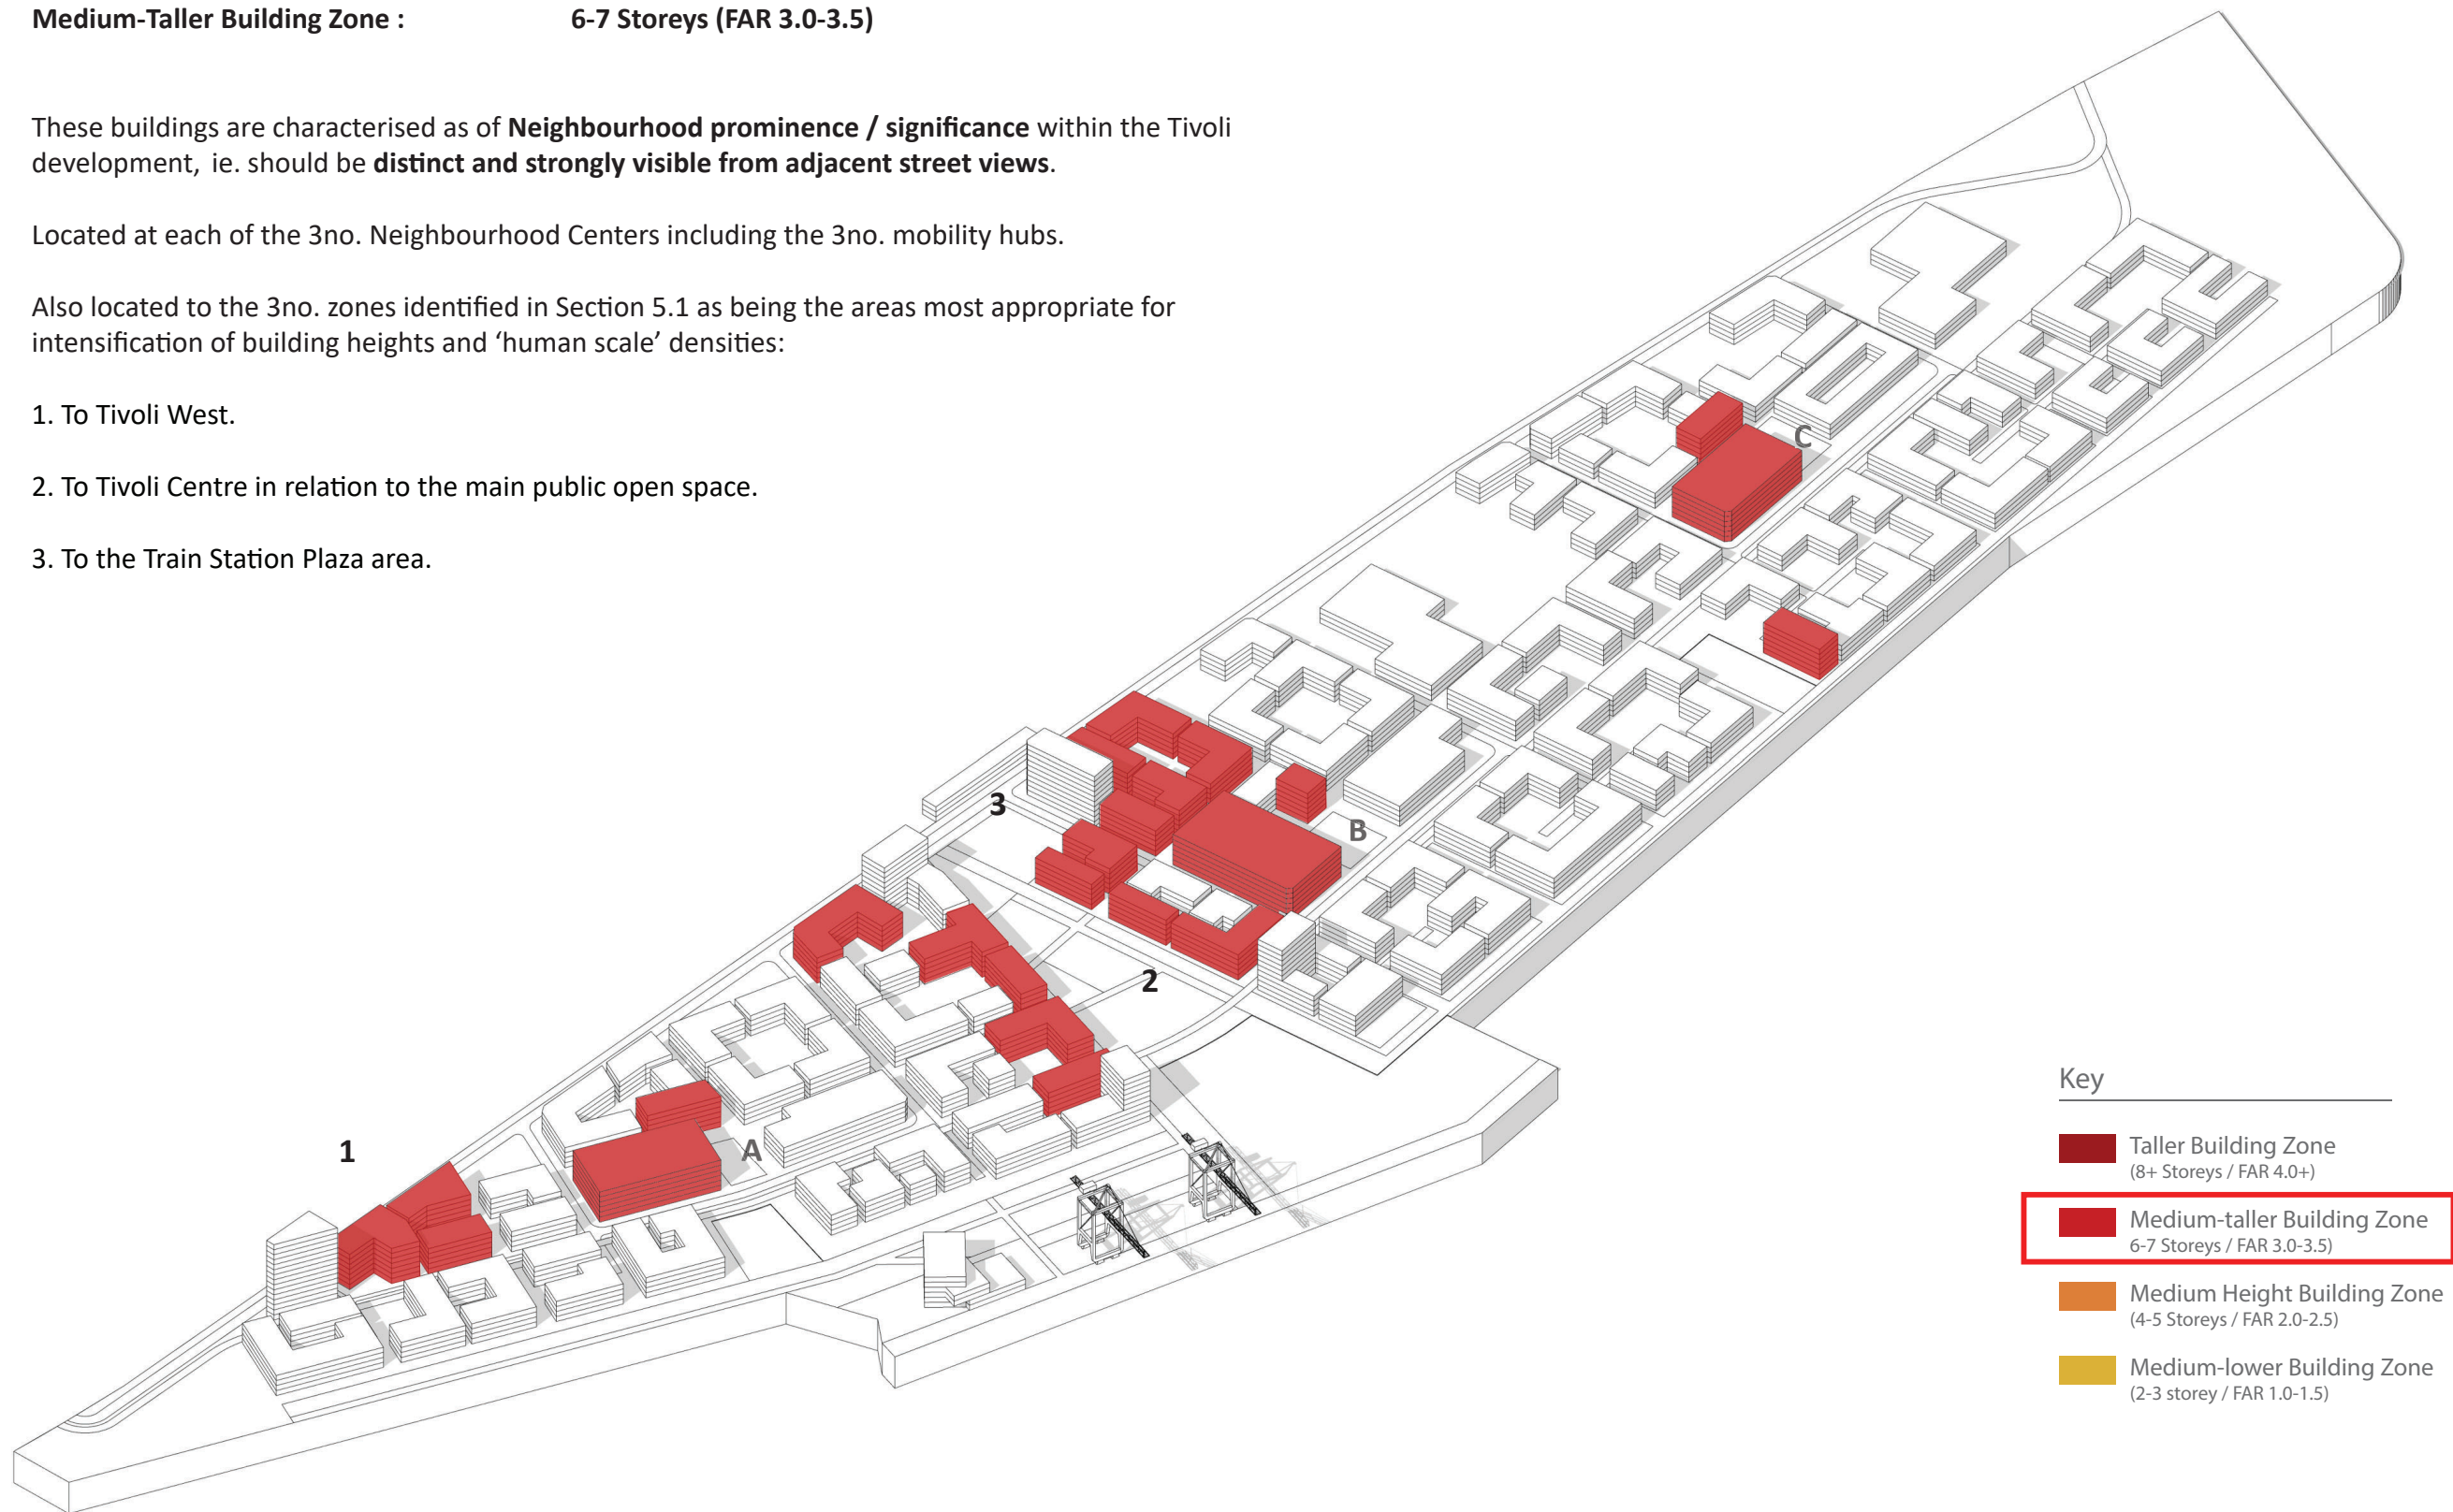 Medium-Taller Building Zone : 6-7 Storeys (FAR 3.0-3.5)
These buildings are characterised as of Neighbourhood prominence / significance within the Tivoli
development, ie. should be distinct and strongly visible from adjacent street views.
Located at each of the 3no. Neighbourhood Centers including the 3no. mobility hubs.
Also located to the 3no. zones identified in Section 5.1 as being the areas most appropriate for
intensification of building heights and ‘human scale’ densities:
1. To Tivoli West.
2. To Tivoli Centre in relation to the main public open space.
3. To the Train Station Plaza area.
C
3
B
2
1
A
Key
Taller Building Zone
(8+ Storeys / FAR 4.0+)
Medium-taller Building Zone
6-7 Storeys / FAR 3.0-3.5)
Medium Height Building Zone
(4-5 Storeys / FAR 2.0-2.5)
Medium-lower Building Zone
(2-3 storey / FAR 1.0-1.5)